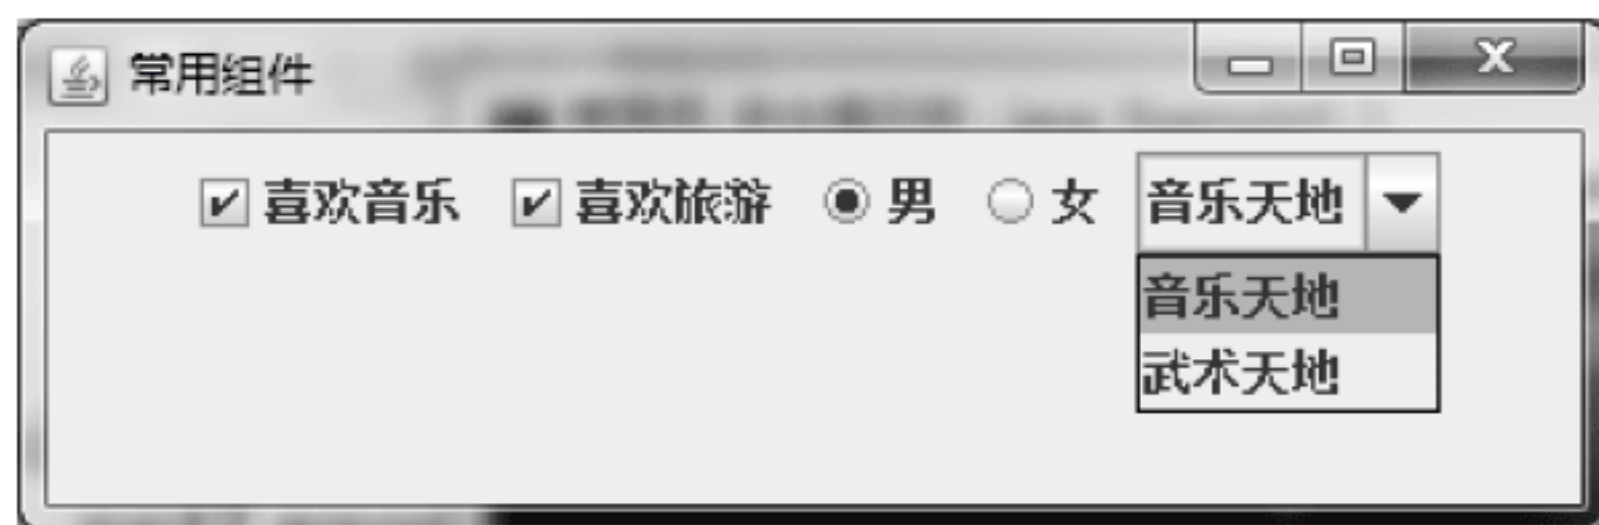 常用组件
喜欢音乐 喜欢旅游 男 女 音乐天地
音乐天地
武术天地